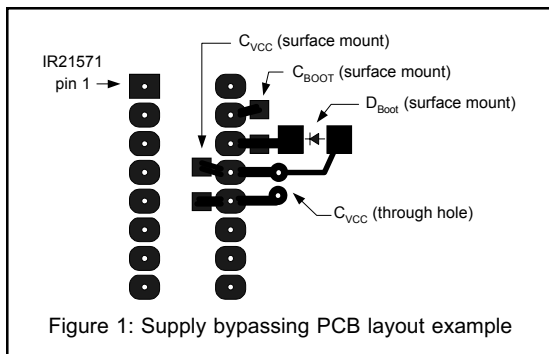 C_VCC (surface mount)
IR21571
pin 1
C_BOOT (surface mount)
D_Boot (surface mount)
C_VCC (through hole)
Figure 1: Supply bypassing PCB layout example